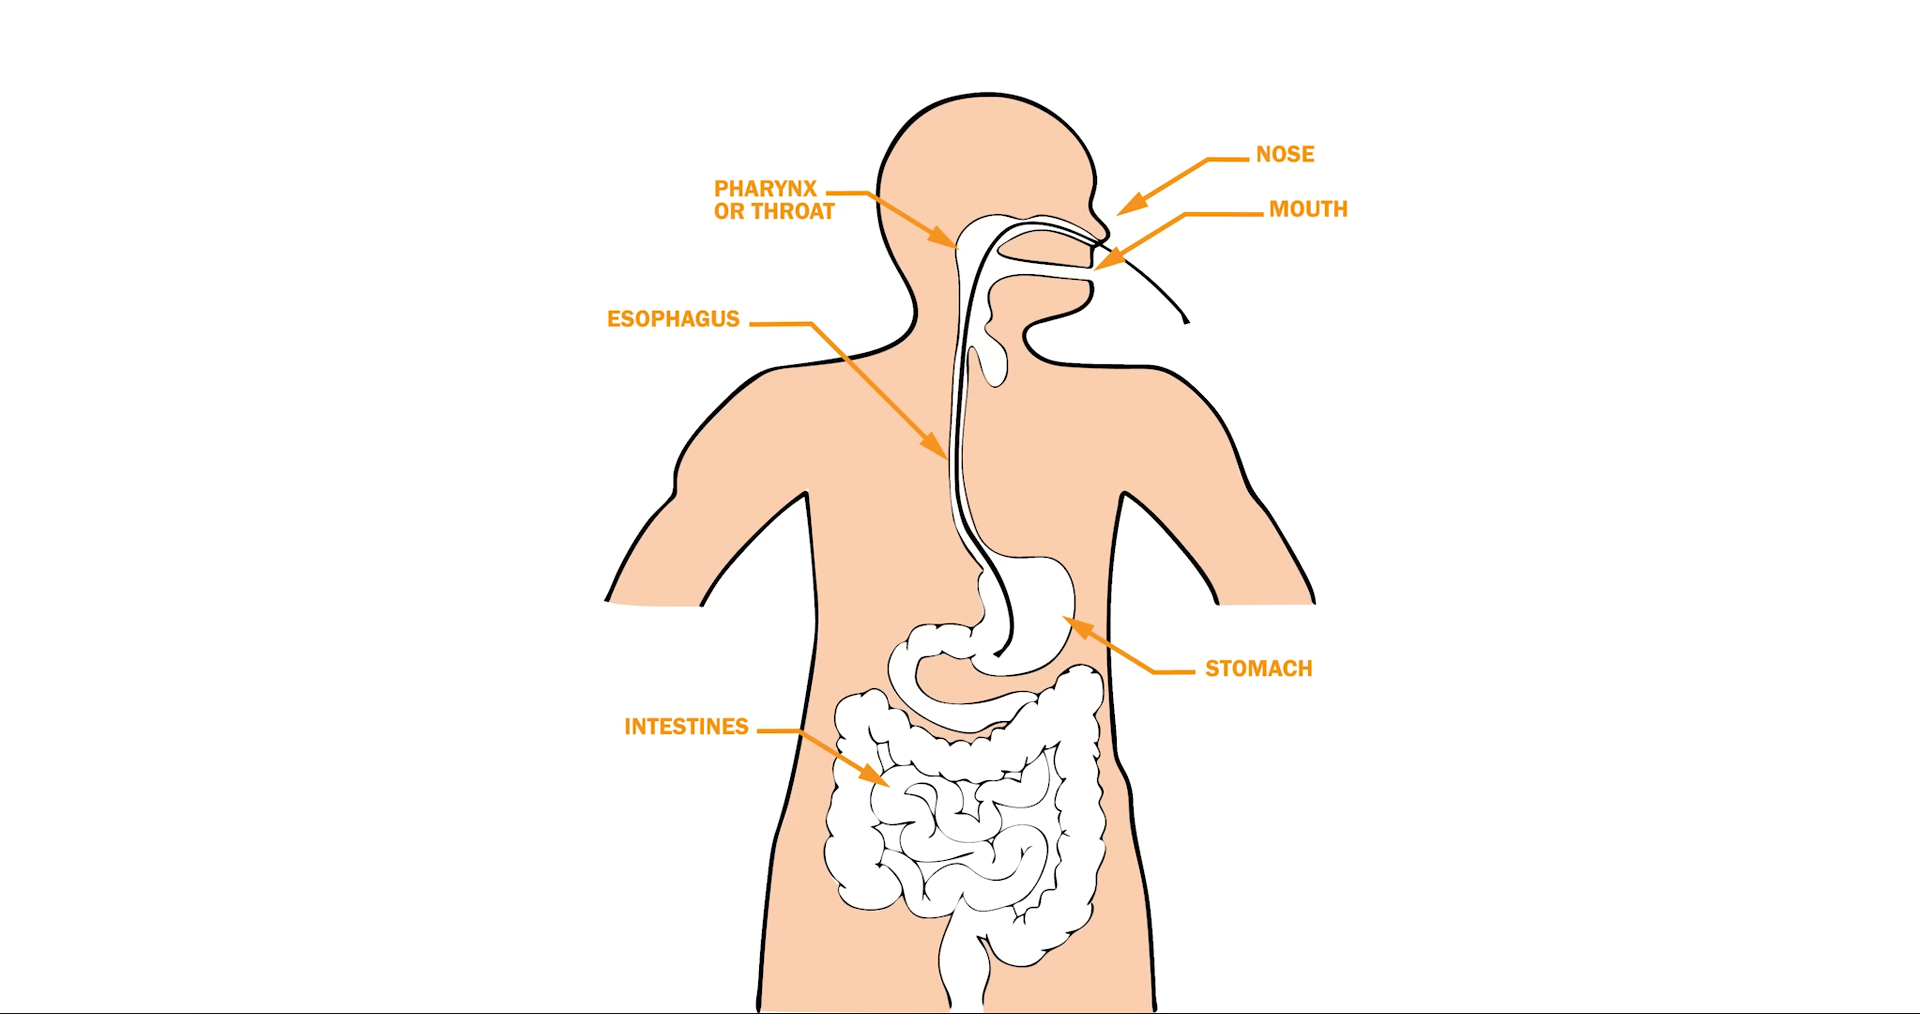 NOSE
PHARYNX
OR THROAT
MOUTH
ESOPHAGUS
STOMACH
INTESTINES